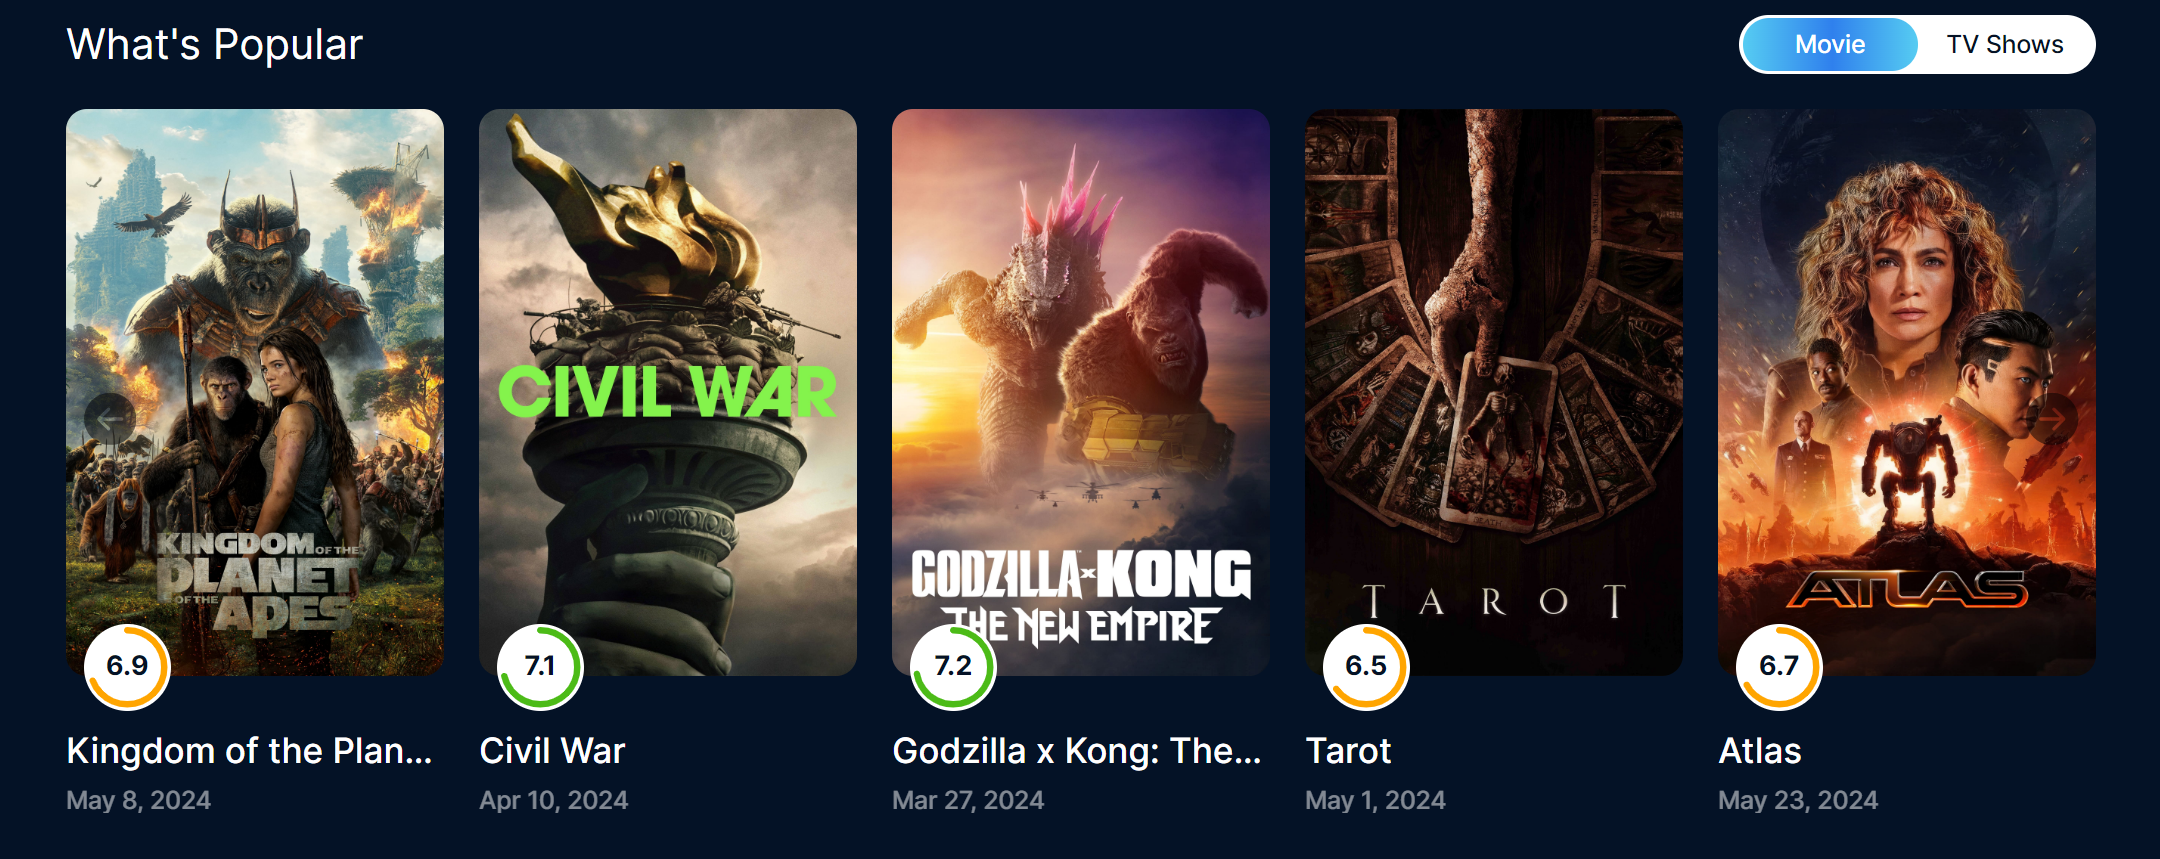 What's Popular
Movie
TV Shows
KINGDOM OF THE
PLANET
OF THE APES
6.9
Kingdom of the Plan...
May 8, 2024
CIVIL WAR
7.1
Civil War
Apr 10, 2024
GODZILLA x KONG
THE NEW EMPIRE
7.2
Godzilla x Kong: The...
Mar 27, 2024
DEATH
TAROT
6.5
Tarot
May 1, 2024
ATLAS
6.7
Atlas
May 23, 2024